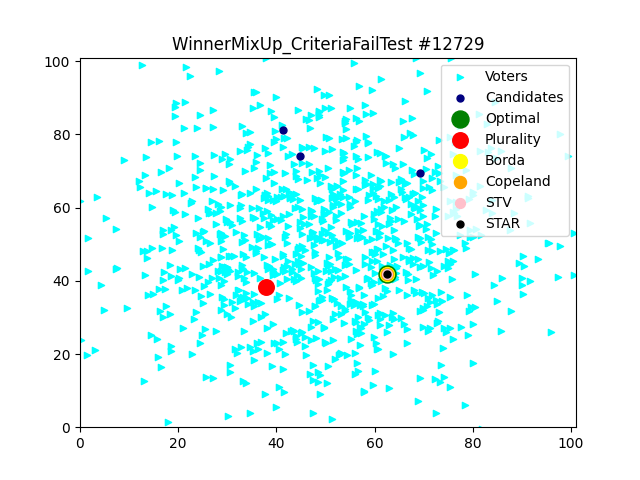 WinnerMixUp_CriteriaFailTest #12729
100
80
60
40
20
0
0
20
40
60
80
100
Voters
Candidates
Optimal
Plurality
Borda
Copeland
STV
STAR